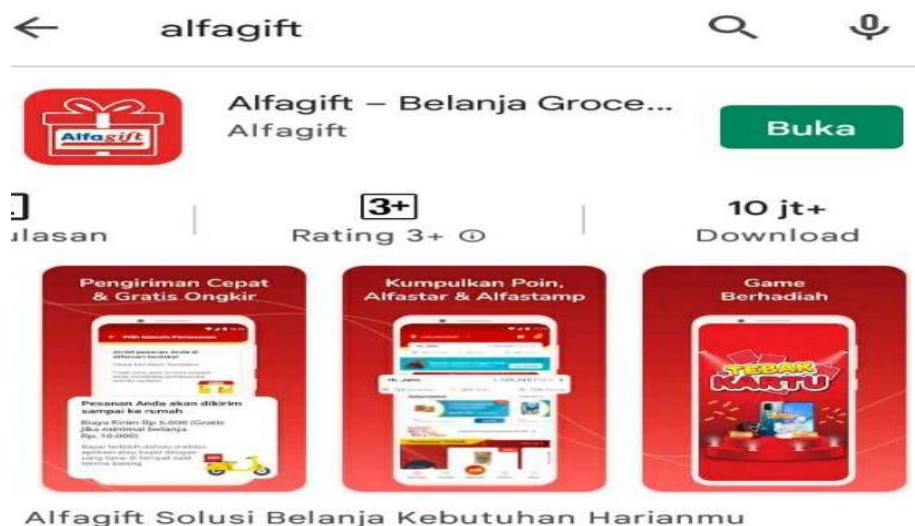 alfagift
Alfagift
Alfagift – Belanja Groce...
Alfagift
Buka
ulasan
3+
Rating 3+
10 jt+
Download
Pengiriman Cepat
& Gratis Ongkir
Pesanan Anda akan dikirim
sampai ke rumah
Biaya Kirim Rp 5.000 (Gratis
jika minimal belanja
Rp. 10.000)
Kumpulkan Poin,
Alfastar & Alfastamp
Game
Berhadiah
TEBAK
KARTU
Alfagift Solusi Belanja Kebutuhan Harianmu